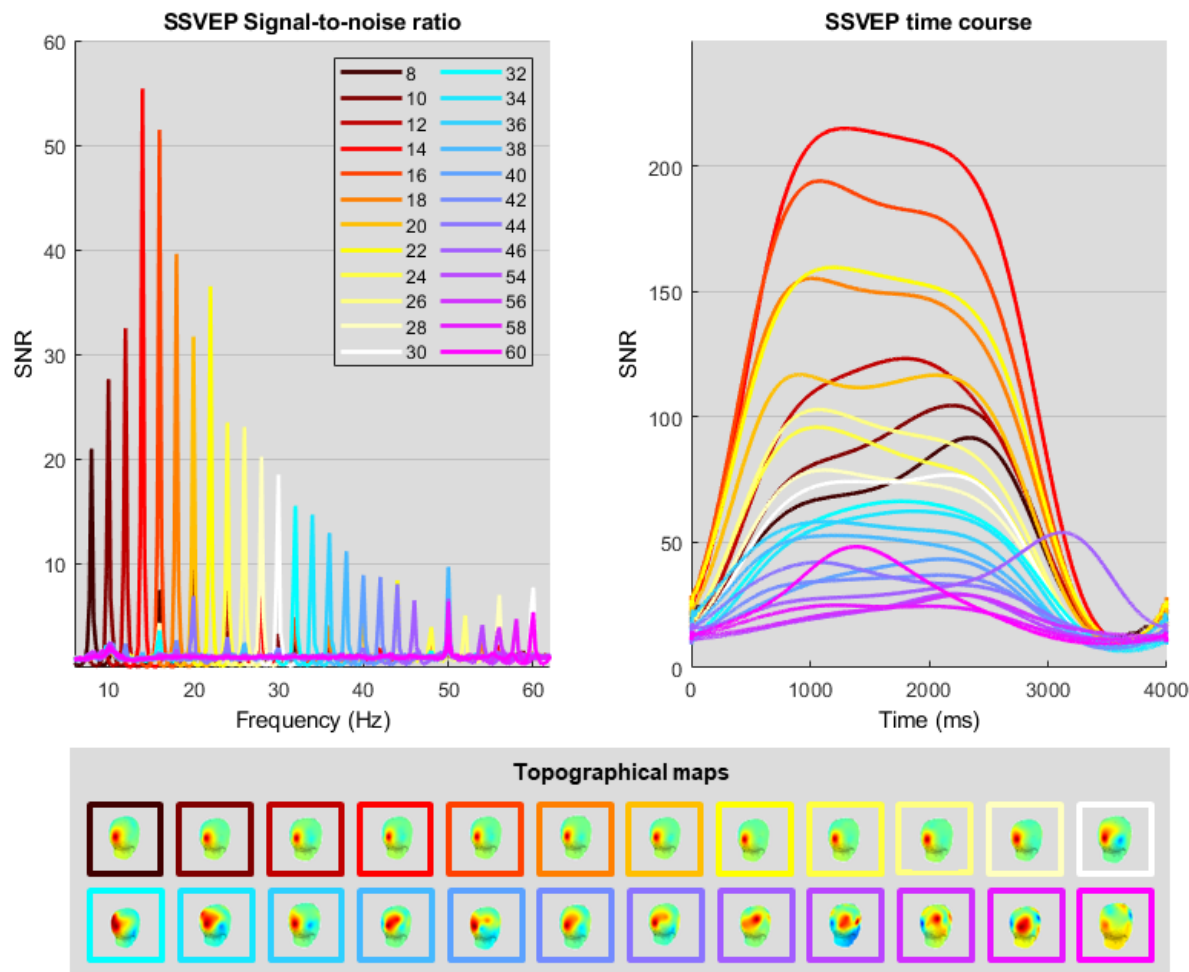 SSVEP Signal-to-noise ratio
SNR
60
50
40
30
20
10
10 20 30 40 50 60
Frequency (Hz)
8 32
10 34
12 36
14 38
16 40
18 42
20 44
22 46
24 54
26 56
28 58
30 60
SSVEP time course
SNR
200
150
100
50
0
0 1000 2000 3000 4000
Time (ms)
Topographical maps